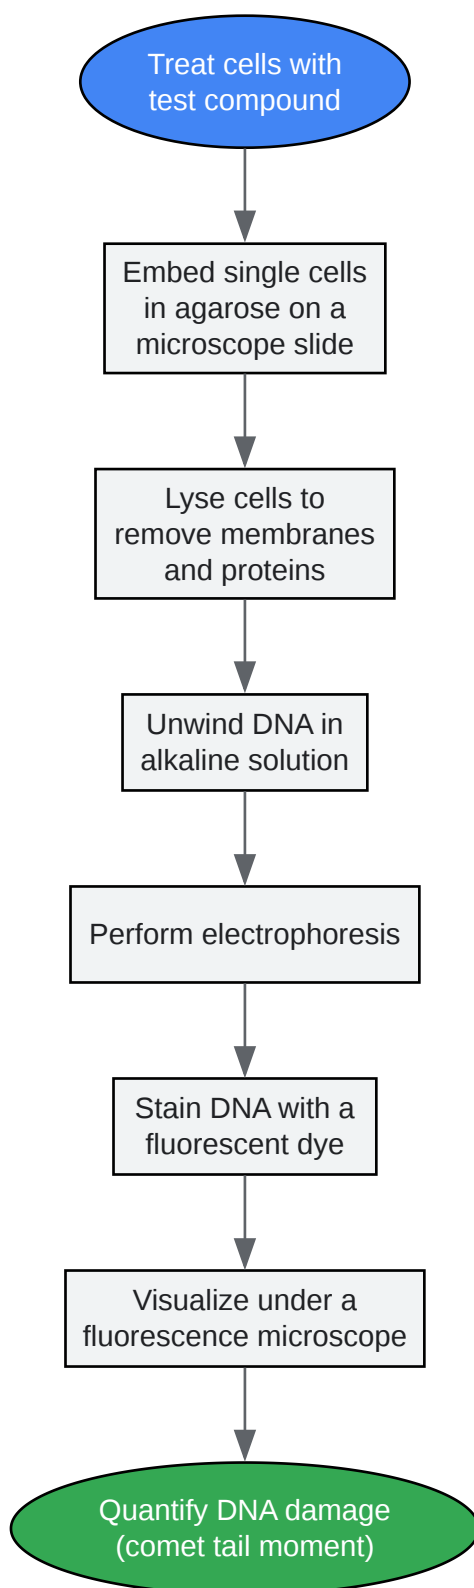 Treat cells with
test compound
Embed single cells
in agarose on a
microscope slide
Lyse cells to
remove membranes
and proteins
Unwind DNA in
alkaline solution
Perform electrophoresis
Stain DNA with a
fluorescent dye
Visualize under a
fluorescence microscope
Quantify DNA damage
(comet tail moment)